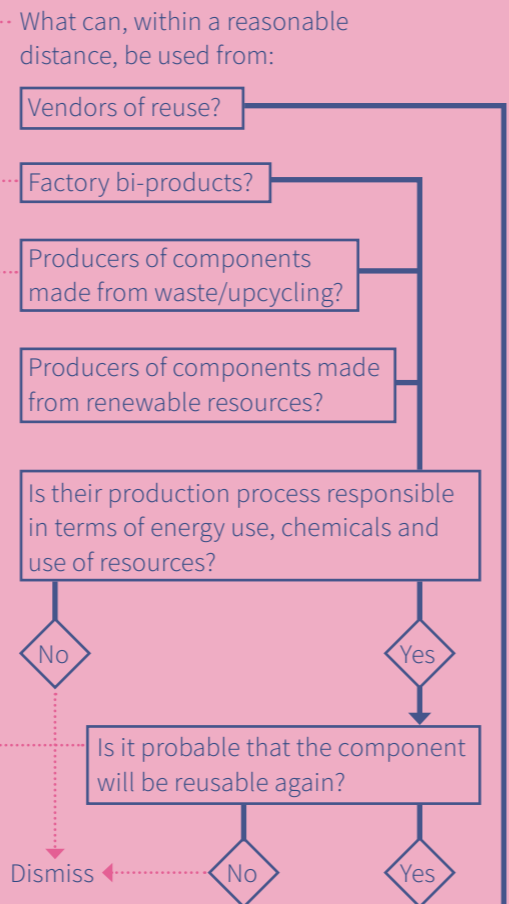 What can, within a reasonable
distance, be used from:
Vendors of reuse?
Factory bi-products?
Producers of components
made from waste/upcycling?
Producers of components made
from renewable resources?
Is their production process responsible
in terms of energy use, chemicals and
use of resources?
No
Yes
Is it probable that the component
will be reusable again?
Dismiss
No
Yes